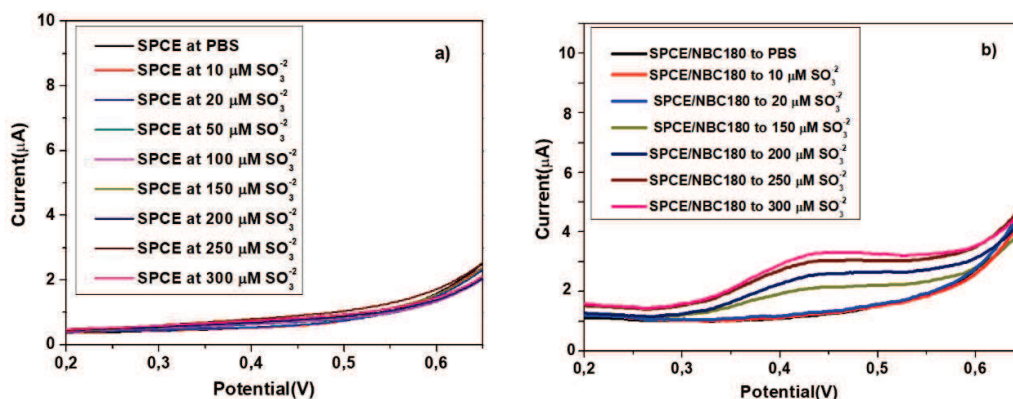 10
8
6
4
2
0
Current(μA)
SPCE at PBS
SPCE at 10 μM SO₃⁻²
SPCE at 20 μM SO₃⁻²
SPCE at 50 μM SO₃⁻²
SPCE at 100 μM SO₃⁻²
SPCE at 150 μM SO₃⁻²
SPCE at 200 μM SO₃⁻²
SPCE at 250 μM SO₃⁻²
SPCE at 300 μM SO₃⁻²
a)
0,2 0,3 0,4 0,5 0,6
Potential(V)
10
8
6
4
2
0
Current(μA)
SPCE/NBC180 to PBS
SPCE/NBC180 to 10 μM SO₃⁻²
SPCE/NBC180 to 20 μM SO₃⁻²
SPCE/NBC180 to 150 μM SO₃⁻²
SPCE/NBC180 to 200 μM SO₃⁻²
SPCE/NBC180 to 250 μM SO₃⁻²
SPCE/NBC180 to 300 μM SO₃⁻²
b)
0,2 0,3 0,4 0,5 0,6
Potential(V)